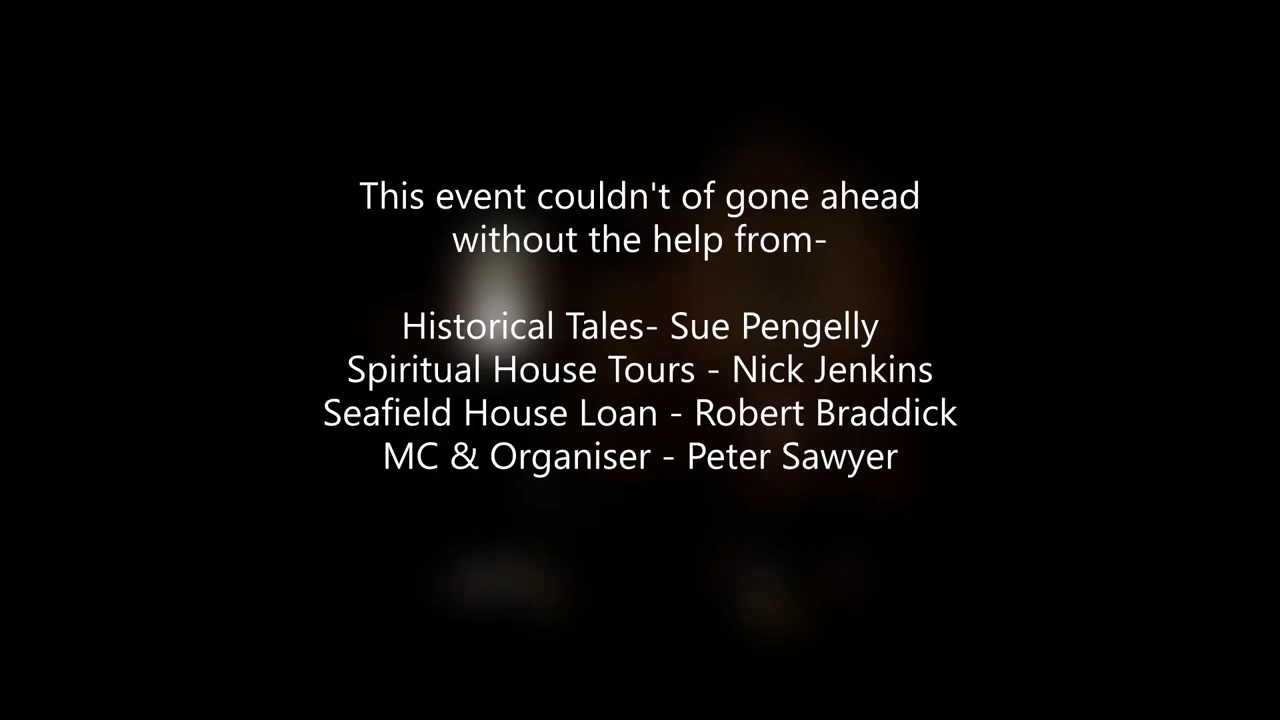 This event couldn't of gone ahead
without the help from-
Historical Tales- Sue Pengelly
Spiritual House Tours - Nick Jenkins
Seafield House Loan - Robert Braddick
MC & Organiser - Peter Sawyer